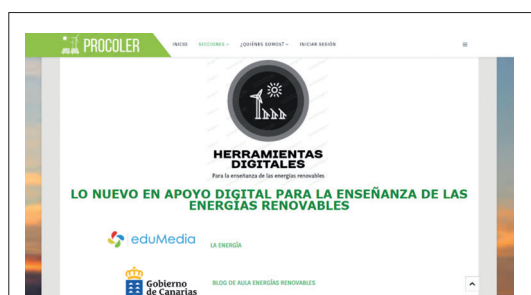 PROCOLER
INICIO SECCIONES ¿QUIÉNES SOMOS? INICIAR SESIÓN
HERRAMIENTAS
DIGITALES
Para la enseñanza de las energías renovables
LO NUEVO EN APOYO DIGITAL PARA LA ENSEÑANZA DE LAS
ENERGÍAS RENOVABLES
eduMedia LA ENERGÍA
Gobierno
de Canarias
BLOG DE AULA ENERGÍAS RENOVABLES